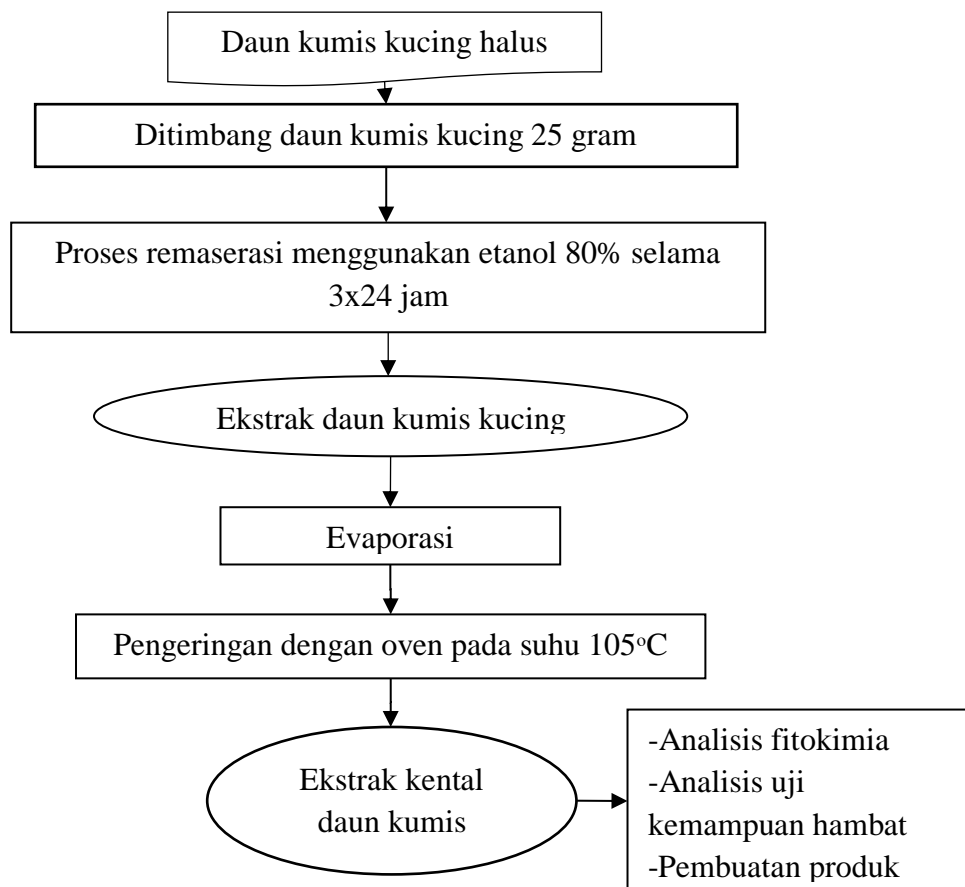 Daun kumis kucing halus
Ditimbang daun kumis kucing 25 gram
Proses remaserasi menggunakan etanol 80% selama
3x24 jam
Ekstrak daun kumis kucing
Evaporasi
Pengeringan dengan oven pada suhu 105°C
Ekstrak kental
daun kumis
-Analisis fitokimia
-Analisis uji
kemampuan hambat
-Pembuatan produk